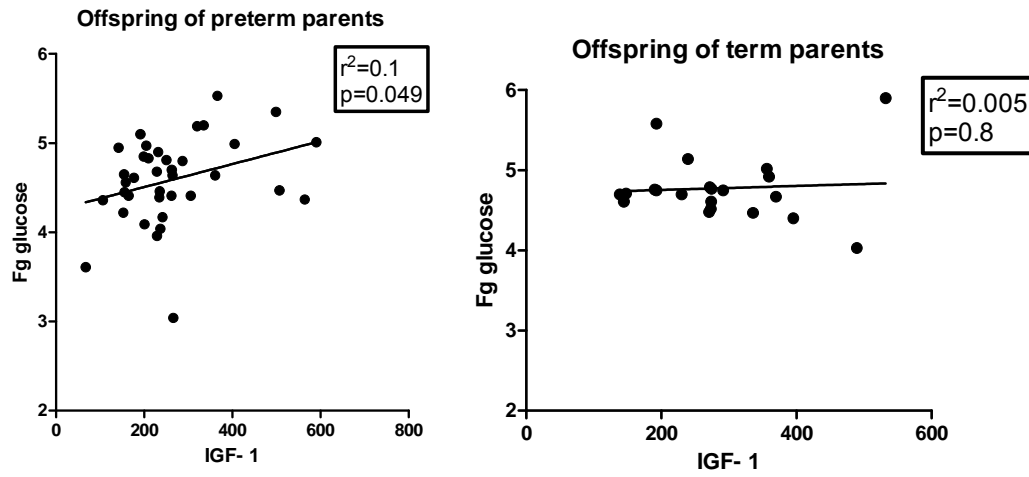 Offspring of preterm parents
r²=0.1
p=0.049
6
5
4
3
2
Fg glucose
0 200 400 600 800
IGF- 1
Offspring of term parents
r²=0.005
p=0.8
6
5
4
3
2
Fg glucose
0 200 400 600
IGF- 1